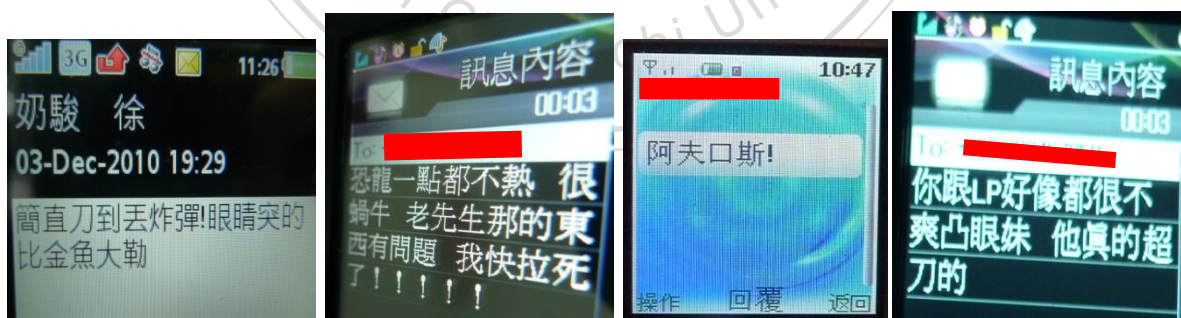 3G
11:26
奶駿 徐
03-Dec-2010 19:29
簡直刀到丟炸彈!眼睛突的
比金魚大勒
訊息內容
00:03
To:
恐龍一點都不熱 很
蝸牛 老先生那的東
西有問題 我快拉死
了!!!!!
10:47
阿夫口斯!
操作 回覆 返回
訊息內容
00:03
To:
你跟LP好像都很不
爽凸眼妹 他真的超
刀的